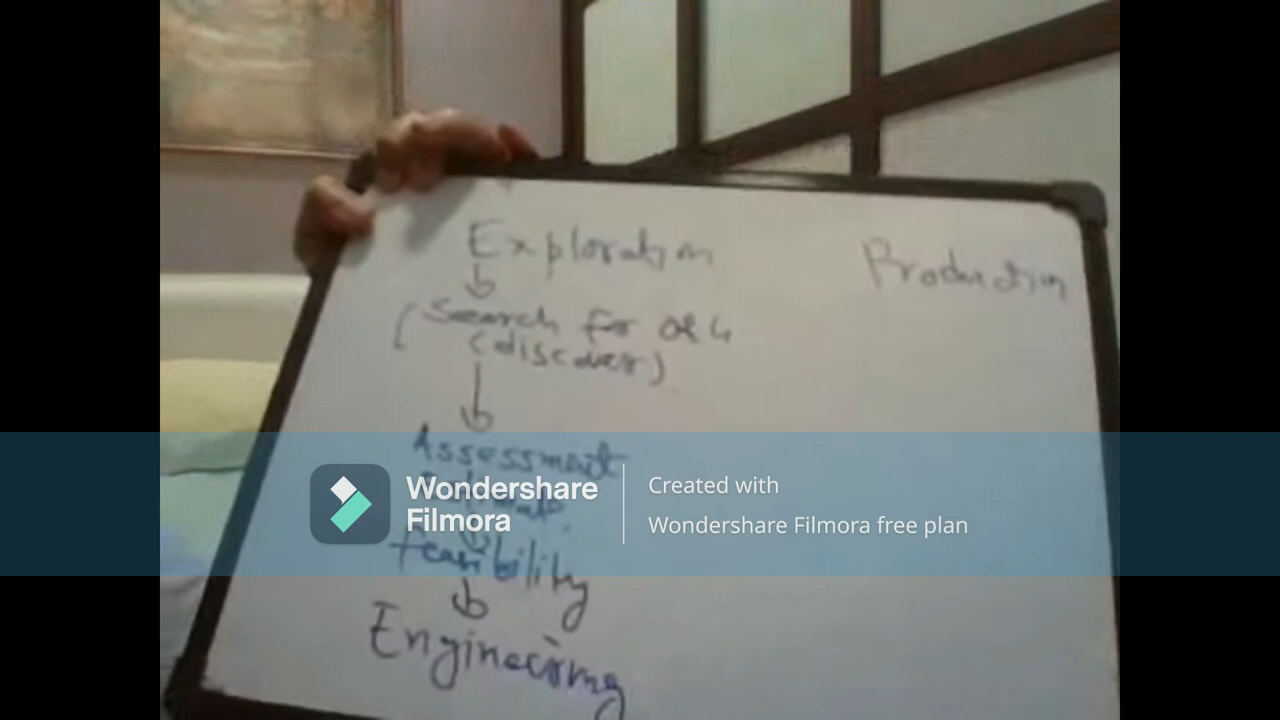 Exploration
Production
Search for
(discover)
Assessment
Feasibility
Engineering
Wondershare
Filmora
Created with
Wondershare Filmora free plan